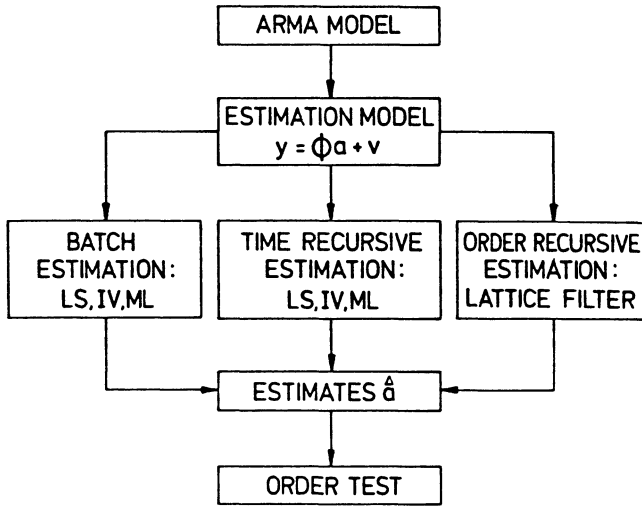 ARMA MODEL
ESTIMATION MODEL
y = ϕa + v
BATCH
ESTIMATION:
LS,IV,ML
TIME RECURSIVE
ESTIMATION:
LS,IV,ML
ORDER RECURSIVE
ESTIMATION:
LATTICE FILTER
ESTIMATES â
ORDER TEST